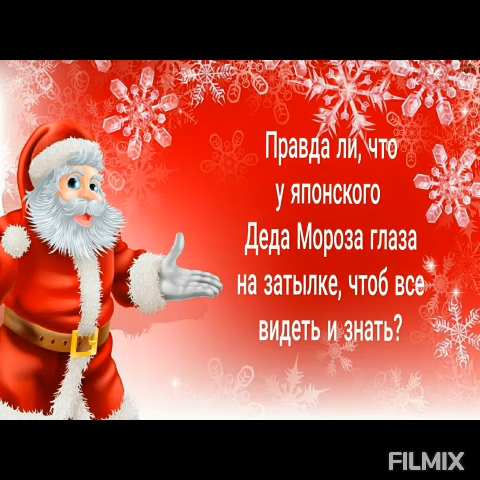 Правда ли, что
у японского
Деда Мороза глаза
на затылке, чтоб все
видеть и знать?
FILMIX